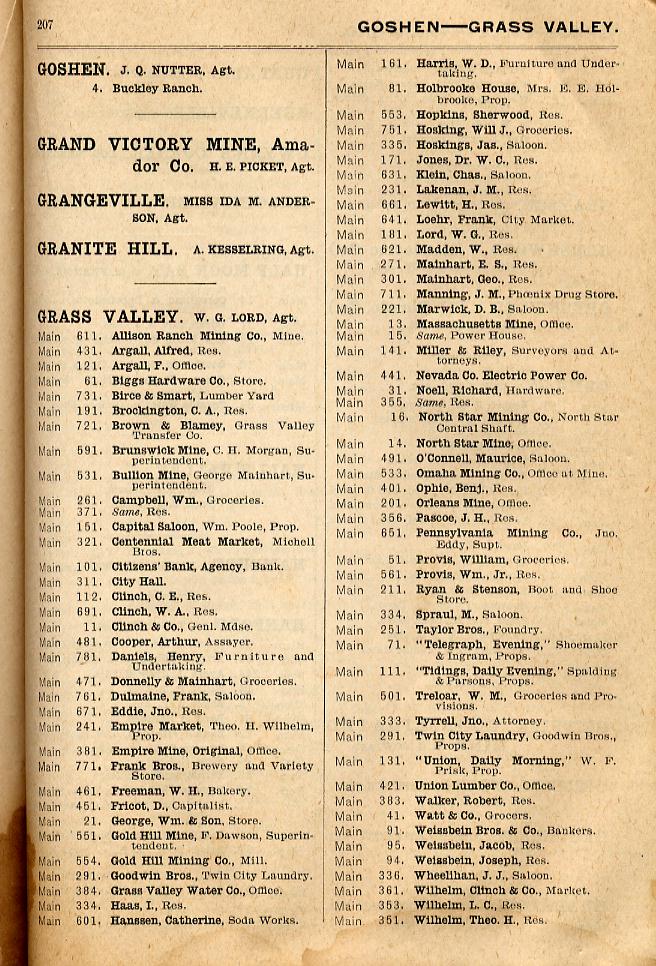 207
GOSHEN—GRASS VALLEY.
GOSHEN. J. Q. NUTTER, Agt.
4. Buckley Ranch.
GRAND VICTORY MINE, Ama-
dor Co. H. E. PICKET, Agt.
GRANGEVILLE. MISS IDA M. ANDER-
SON, Agt.
GRANITE HILL. A. KESSELRING, Agt.
GRASS VALLEY. W. G. LORD, Agt.
Main 611. Allison Ranch Mining Co., Mine.
Main 431. Argall, Alfred, Res.
Main 121. Argall, F., Office.
Main 61. Biggs Hardware Co., Store.
Main 731. Birce & Smart, Lumber Yard
Main 191. Brockington, C. A., Res.
Main 721. Brown & Blamey, Grass Valley
Transfer Co.
Main 591. Brunswick Mine, C. H. Morgan, Su-
perintendent.
Main 531. Bullion Mine, George Mainhart, Su-
perintendent.
Main 261. Campbell, Wm., Groceries.
Main 371. Same, Res.
Main 151. Capital Saloon, Wm. Poole, Prop.
Main 321. Centennial Meat Market, Michell
Bros.
Main 101. Citizens' Bank, Agency, Bank.
Main 311. City Hall.
Main 112. Clinch, C. E., Res.
Main 691. Clinch, W. A., Res.
Main 11. Clinch & Co., Genl. Mdse.
Main 481. Cooper, Arthur, Assayer.
Main 781. Daniels, Henry, Furniture and
Undertaking.
Main 471. Donnelly & Mainhart, Groceries.
Main 761. Dulmaine, Frank, Saloon.
Main 671. Eddie, Jno., Res.
Main 241. Empire Market, Theo. H. Wilhelm,
Prop.
Main 381. Empire Mine, Original, Office.
Main 771. Frank Bros., Brewery and Variety
Store.
Main 461. Freeman, W. H., Bakery.
Main 451. Fricot, D., Capitalist.
Main 21. George, Wm. & Son, Store.
Main 551. Gold Hill Mine, F. Dawson, Superin-
tendent.
Main 554. Gold Hill Mining Co., Mill.
Main 291. Goodwin Bros., Twin City Laundry.
Main 384. Grass Valley Water Co., Office.
Main 334. Haas, I., Res.
Main 601. Hanssen, Catherine, Soda Works.
Main 161. Harris, W. D., Furniture and Under-
taking.
Main 81. Holbrooke House, Mrs. E. E. Hol-
brooke, Prop.
Main 553. Hopkins, Sherwood, Res.
Main 751. Hosking, Will J., Groceries.
Main 335. Hoskings, Jas., Saloon.
Main 171. Jones, Dr. W. C., Res.
Main 631. Klein, Chas., Saloon.
Main 231. Lakenan, J. M., Res.
Main 661. Lewitt, H., Res.
Main 641. Loehr, Frank, City Market.
Main 181. Lord, W. G., Res.
Main 621. Madden, W., Res.
Main 271. Mainhart, E. S., Res.
Main 301. Mainhart, Geo., Res.
Main 711. Manning, J. M., Phœnix Drug Store.
Main 221. Marwick, D. B., Saloon.
Main 13. Massachusetts Mine, Office.
Main 15. Same, Power House.
Main 141. Miller & Riley, Surveyors and At-
torneys.
Main 441. Nevada Co. Electric Power Co.
Main 31. Noell, Richard, Hardware.
Main 355. Same, Res.
Main 16. North Star Mining Co., North Star
Central Shaft.
Main 14. North Star Mine, Office.
Main 491. O'Connell, Maurice, Saloon.
Main 533. Omaha Mining Co., Office at Mine.
Main 401. Ophie, Benj., Res.
Main 201. Orleans Mine, Office.
Main 356. Pascoe, J. H., Res.
Main 651. Pennsylvania Mining Co., Jno.
Eddy, Supt.
Main 51. Provis, William, Groceries.
Main 561. Provis, Wm., Jr., Res.
Main 211. Ryan & Stenson, Boot and Shoe
Store.
Main 334. Spraul, M., Saloon.
Main 251. Taylor Bros., Foundry.
Main 71. "Telegraph, Evening," Shoemaker
& Ingram, Props.
Main 111. "Tidings, Daily Evening," Spalding
& Parsons, Props.
Main 501. Treloar, W. M., Groceries and Pro-
visions.
Main 333. Tyrrell, Jno., Attorney.
Main 291. Twin City Laundry, Goodwin Bros.,
Props.
Main 131. "Union, Daily Morning," W. F.
Prisk, Prop.
Main 421. Union Lumber Co., Office.
Main 383. Walker, Robert, Res.
Main 41. Watt & Co., Grocers.
Main 91. Weissbein Bros. & Co., Bankers.
Main 95. Weissbein, Jacob, Res.
Main 94. Weissbein, Joseph, Res.
Main 336. Wheelihan, J. J., Saloon.
Main 361. Wilhelm, Clinch & Co., Market.
Main 353. Wilhelm, L. C., Res.
Main 351. Wilhelm, Theo. H., Res.